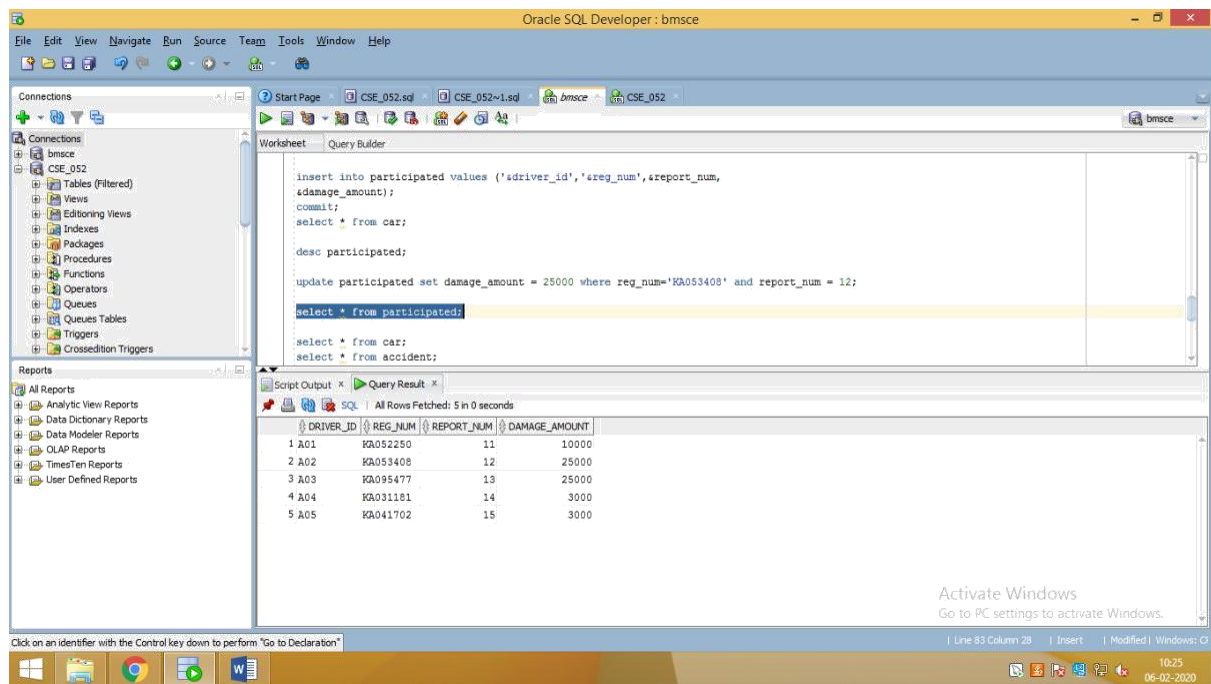 Oracle SQL Developer : bmsce
File Edit View Navigate Run Source Team Tools Window Help
Connections
Start Page CSE_052.sql CSE_052~1.sql bmsce CSE_052
bmsce
Connections
bmsce
CSE_052
Tables (Filtered)
Views
Editioning Views
Indexes
Packages
Procedures
Functions
Operators
Queues
Queues Tables
Triggers
Crossedition Triggers
Worksheet Query Builder
insert into participated values ('&driver_id','&reg_num',&report_num,
&damage_amount);
commit;
select * from car;
desc participated;
update participated set damage_amount = 25000 where reg_num='KA053408' and report_num = 12;
select * from participated;
select * from car;
select * from accident;
Reports
All Reports
Analytic View Reports
Data Dictionary Reports
Data Modeler Reports
OLAP Reports
TimesTen Reports
User Defined Reports
Script Output x Query Result x
SQL | All Rows Fetched: 5 in 0 seconds
DRIVER_ID REG_NUM REPORT_NUM DAMAGE_AMOUNT
1 A01 KA052250 11 10000
2 A02 KA053408 12 25000
3 A03 KA095477 13 25000
4 A04 KA031181 14 3000
5 A05 KA041702 15 3000
Activate Windows
Go to PC settings to activate Windows.
Click on an identifier with the Control key down to perform "Go to Declaration"
| Line 83 Column 28 | Insert | Modified | Windows: C
10:25
06-02-2020